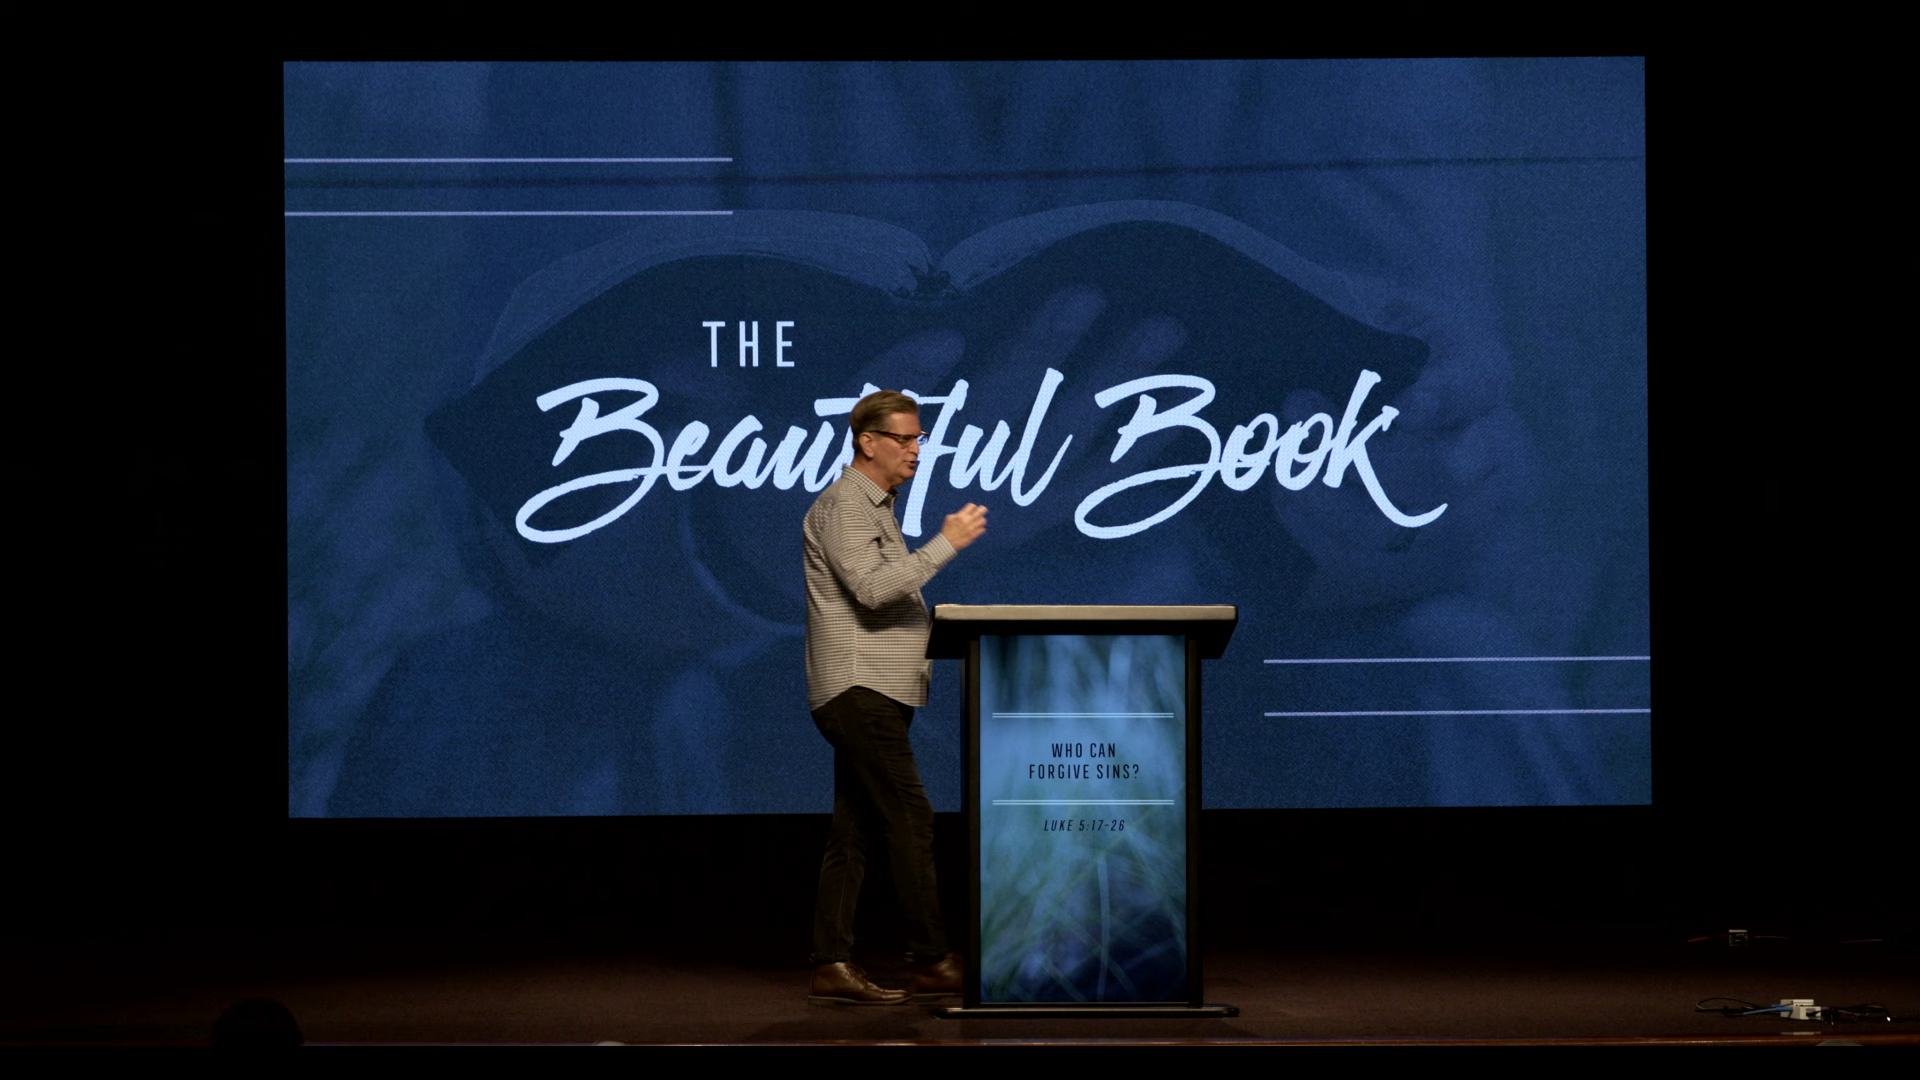 THE
Beautiful Book
WHO CAN
FORGIVE SINS?
LUKE 5:17-26